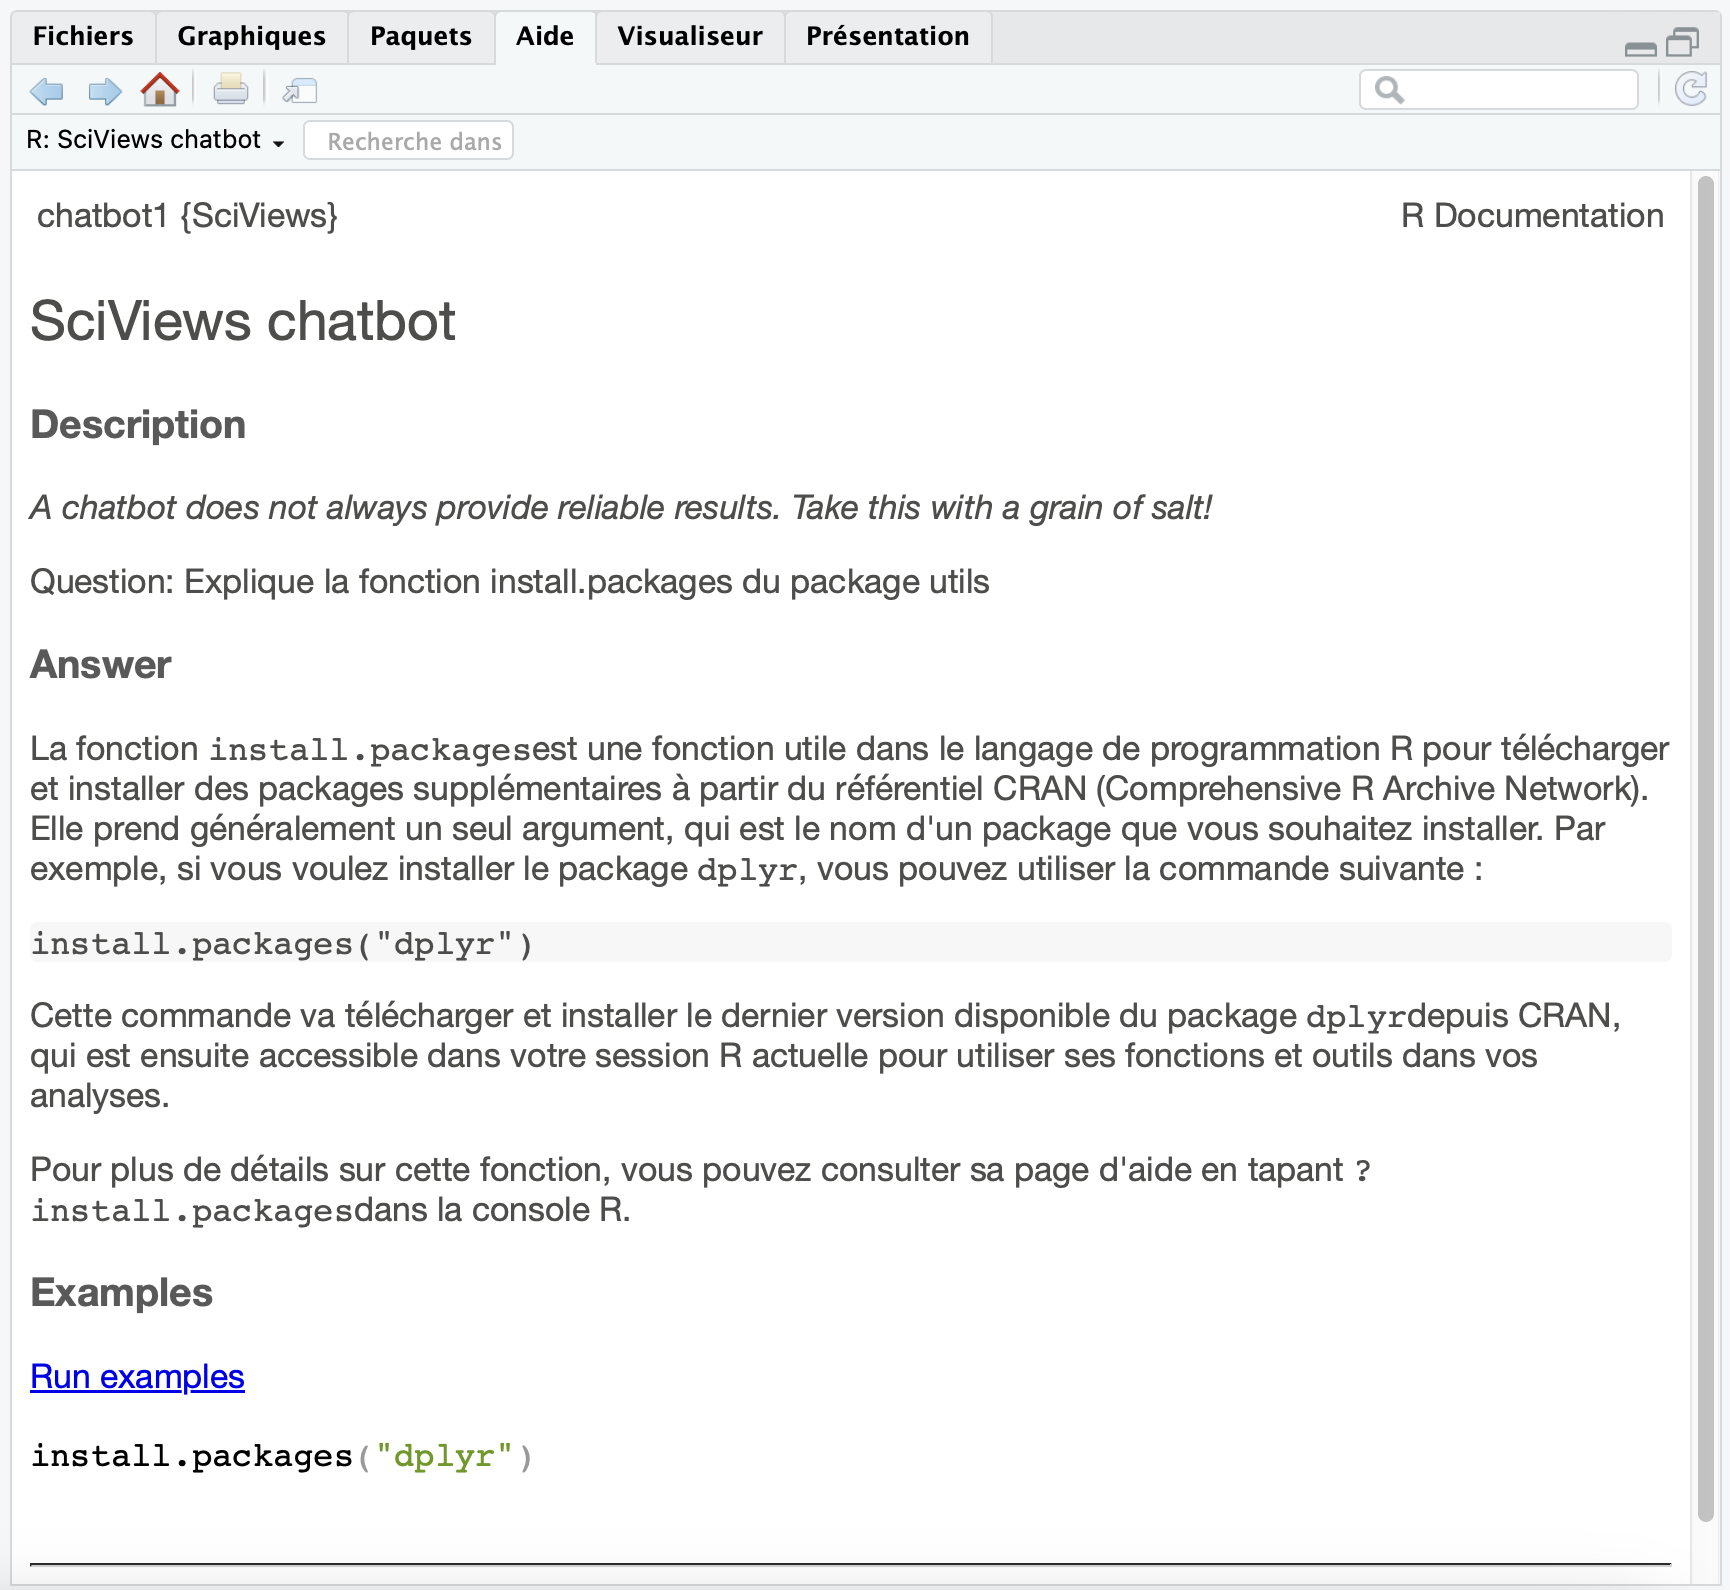 Fichiers Graphiques Paquets Aide Visualiseur Présentation
R: SciViews chatbot Recherche dans
chatbot1 {SciViews} R Documentation
SciViews chatbot
Description
A chatbot does not always provide reliable results. Take this with a grain of salt!
Question: Explique la fonction install.packages du package utils
Answer
La fonction install.packagesest une fonction utile dans le langage de programmation R pour télécharger
et installer des packages supplémentaires à partir du référentiel CRAN (Comprehensive R Archive Network).
Elle prend généralement un seul argument, qui est le nom d'un package que vous souhaitez installer. Par
exemple, si vous voulez installer le package dplyr, vous pouvez utiliser la commande suivante :
install.packages("dplyr")
Cette commande va télécharger et installer le dernier version disponible du package dplyrdepuis CRAN,
qui est ensuite accessible dans votre session R actuelle pour utiliser ses fonctions et outils dans vos
analyses.
Pour plus de détails sur cette fonction, vous pouvez consulter sa page d'aide en tapant ?
install.packagesdans la console R.
Examples
Run examples
install.packages("dplyr")